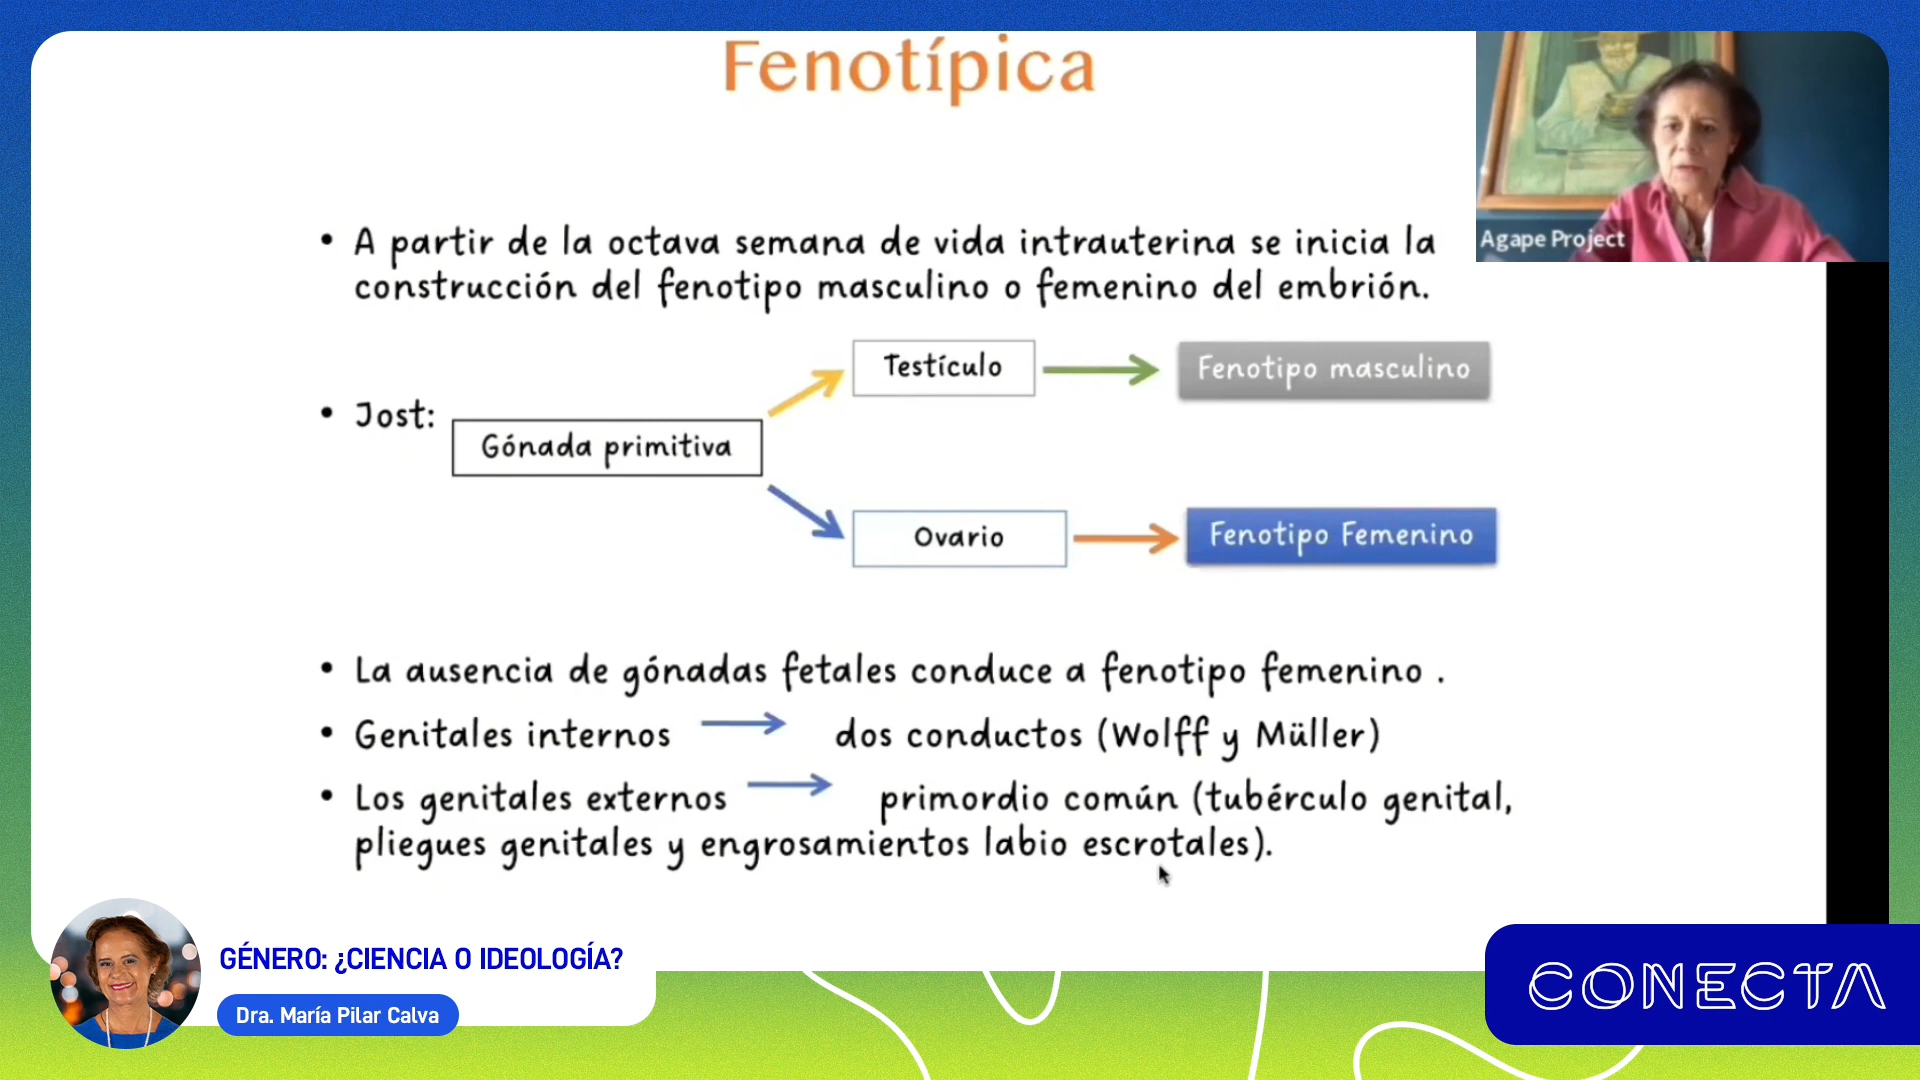 Fenotípica
Agape Project
• A partir de la octava semana de vida intrauterina se inicia la
construcción del fenotipo masculino o femenino del embrión.
• Jost:
Gónada primitiva
Testículo
Fenotipo masculino
Ovario
Fenotipo Femenino
• La ausencia de gónadas fetales conduce a fenotipo femenino .
• Genitales internos dos conductos (Wolff y Müller)
• Los genitales externos primordio común (tubérculo genital,
pliegues genitales y engrosamientos labio escrotales).
GÉNERO: ¿CIENCIA O IDEOLOGÍA?
Dra. María Pilar Calva
CONECTA